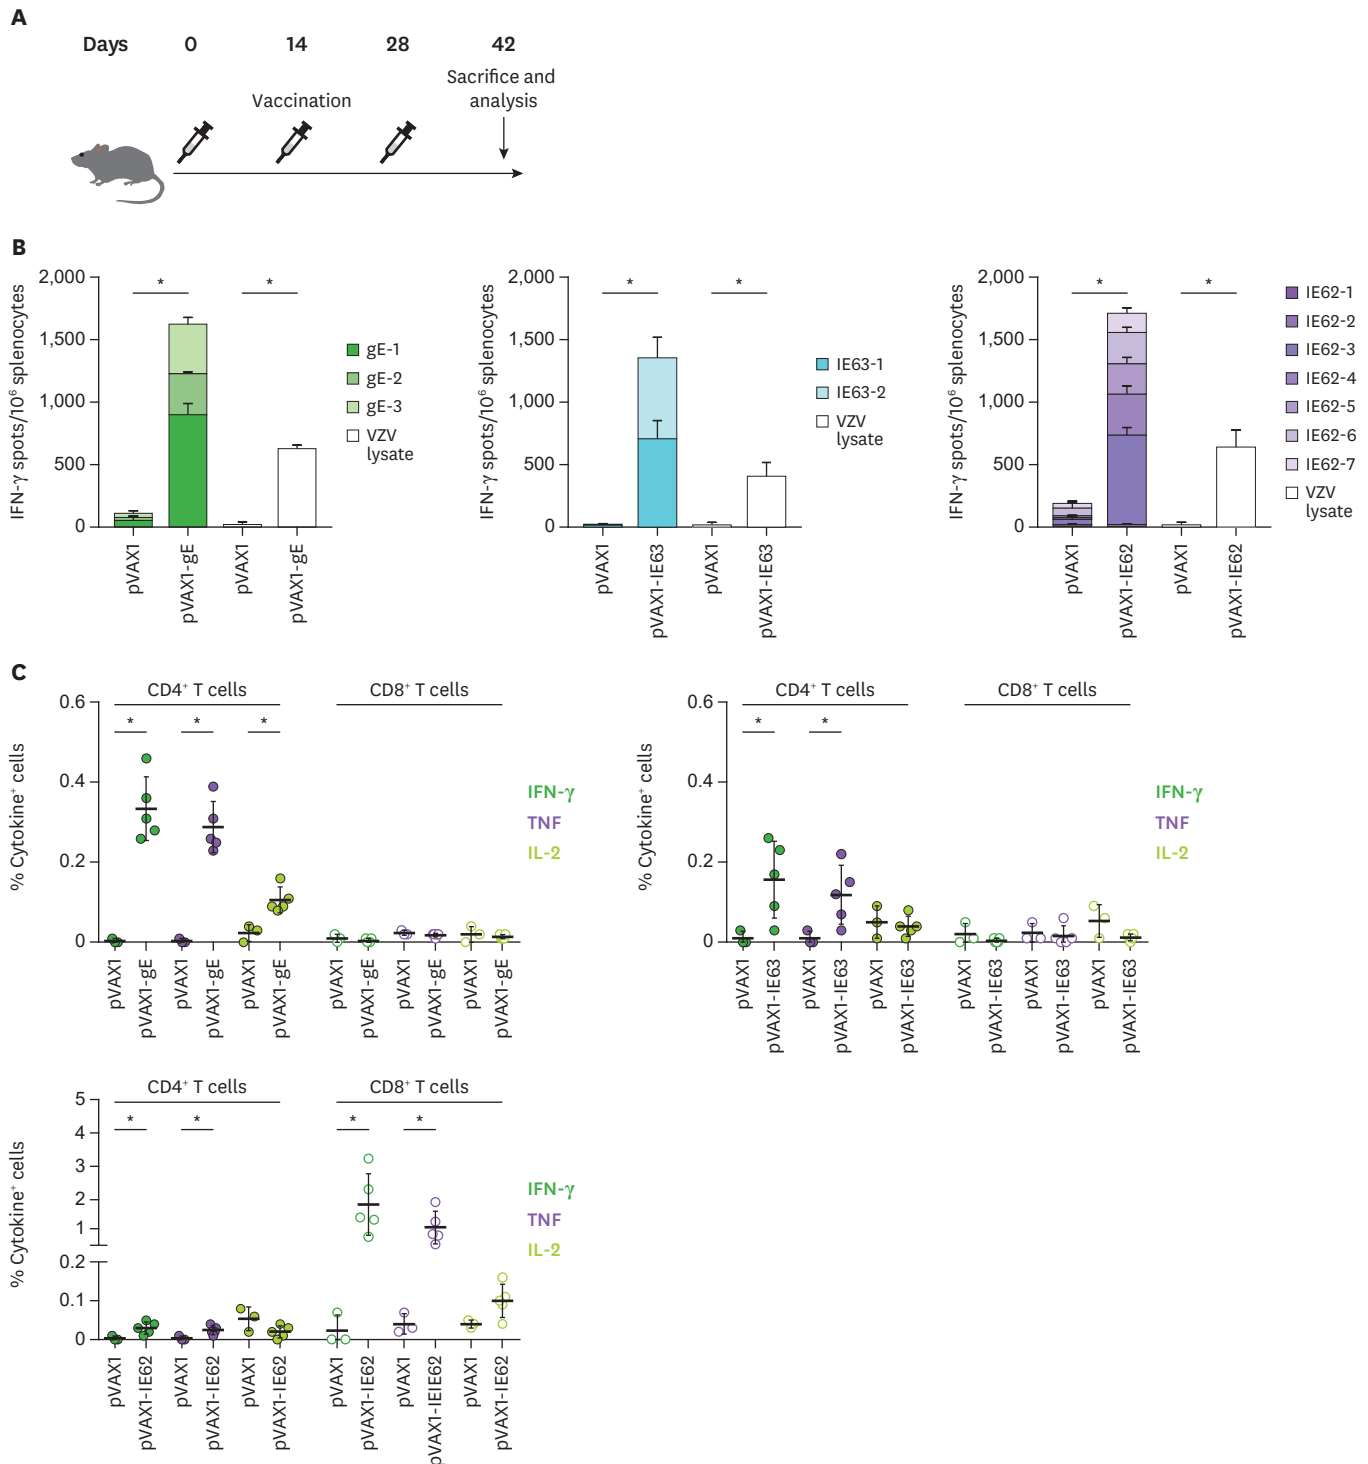 A
Days 0 14 28 42
Sacrifice and
analysis
Vaccination
B
IFN-γ spots/10⁶ splenocytes
2,000
1,500
1,000
500
0
*
*
pVAX1
pVAX1-gE
pVAX1
pVAX1-gE
gE-1
gE-2
gE-3
VZV
lysate
IFN-γ spots/10⁶ splenocytes
2,000
1,500
1,000
500
0
*
*
pVAX1
pVAX1-IE63
pVAX1
pVAX1-IE63
IE63-1
IE63-2
VZV
lysate
IFN-γ spots/10⁶ splenocytes
2,000
1,500
1,000
500
0
*
*
pVAX1
pVAX1-IE62
pVAX1
pVAX1-IE62
IE62-1
IE62-2
IE62-3
IE62-4
IE62-5
IE62-6
IE62-7
VZV
lysate
C
% Cytokine⁺ cells
CD4⁺ T cells
CD8⁺ T cells
0.6
0.4
0.2
0
*
*
*
pVAX1
pVAX1-gE
pVAX1
pVAX1-gE
pVAX1
pVAX1-gE
pVAX1
pVAX1-gE
pVAX1
pVAX1-gE
pVAX1
pVAX1-gE
IFN-γ
TNF
IL-2
% Cytokine⁺ cells
CD4⁺ T cells
CD8⁺ T cells
0.6
0.4
0.2
0
*
*
pVAX1
pVAX1-IE63
pVAX1
pVAX1-IE63
pVAX1
pVAX1-IE63
pVAX1
pVAX1-IE63
pVAX1
pVAX1-IE63
pVAX1
pVAX1-IE63
IFN-γ
TNF
IL-2
% Cytokine⁺ cells
CD4⁺ T cells
CD8⁺ T cells
5
4
3
2
1
0.2
0.1
0
*
*
*
*
pVAX1
pVAX1-IE62
pVAX1
pVAX1-IE62
pVAX1
pVAX1-IE62
pVAX1
pVAX1-IE62
pVAX1
pVAX1-IEIE62
pVAX1
pVAX1-IE62
IFN-γ
TNF
IL-2